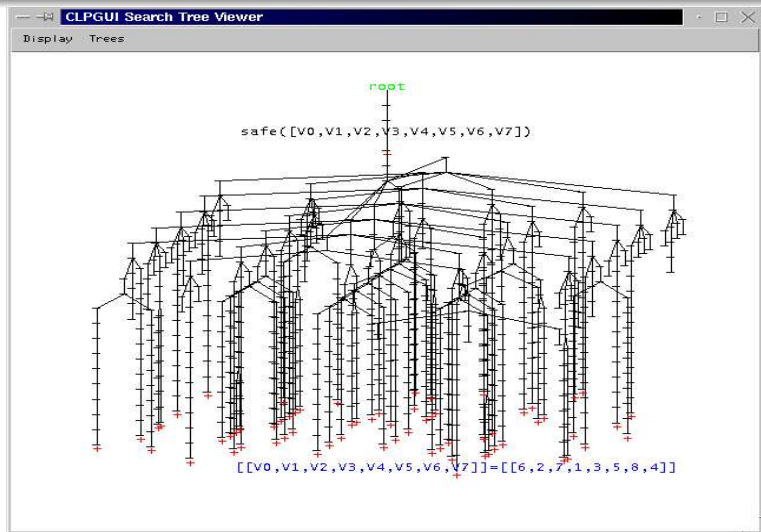 CLPGUI Search Tree Viewer
Display Trees
root
safe([V0,V1,V2,V3,V4,V5,V6,V7])
[[V0,V1,V2,V3,V4,V5,V6,V7]]=[[6,2,7,1,3,5,8,4]]